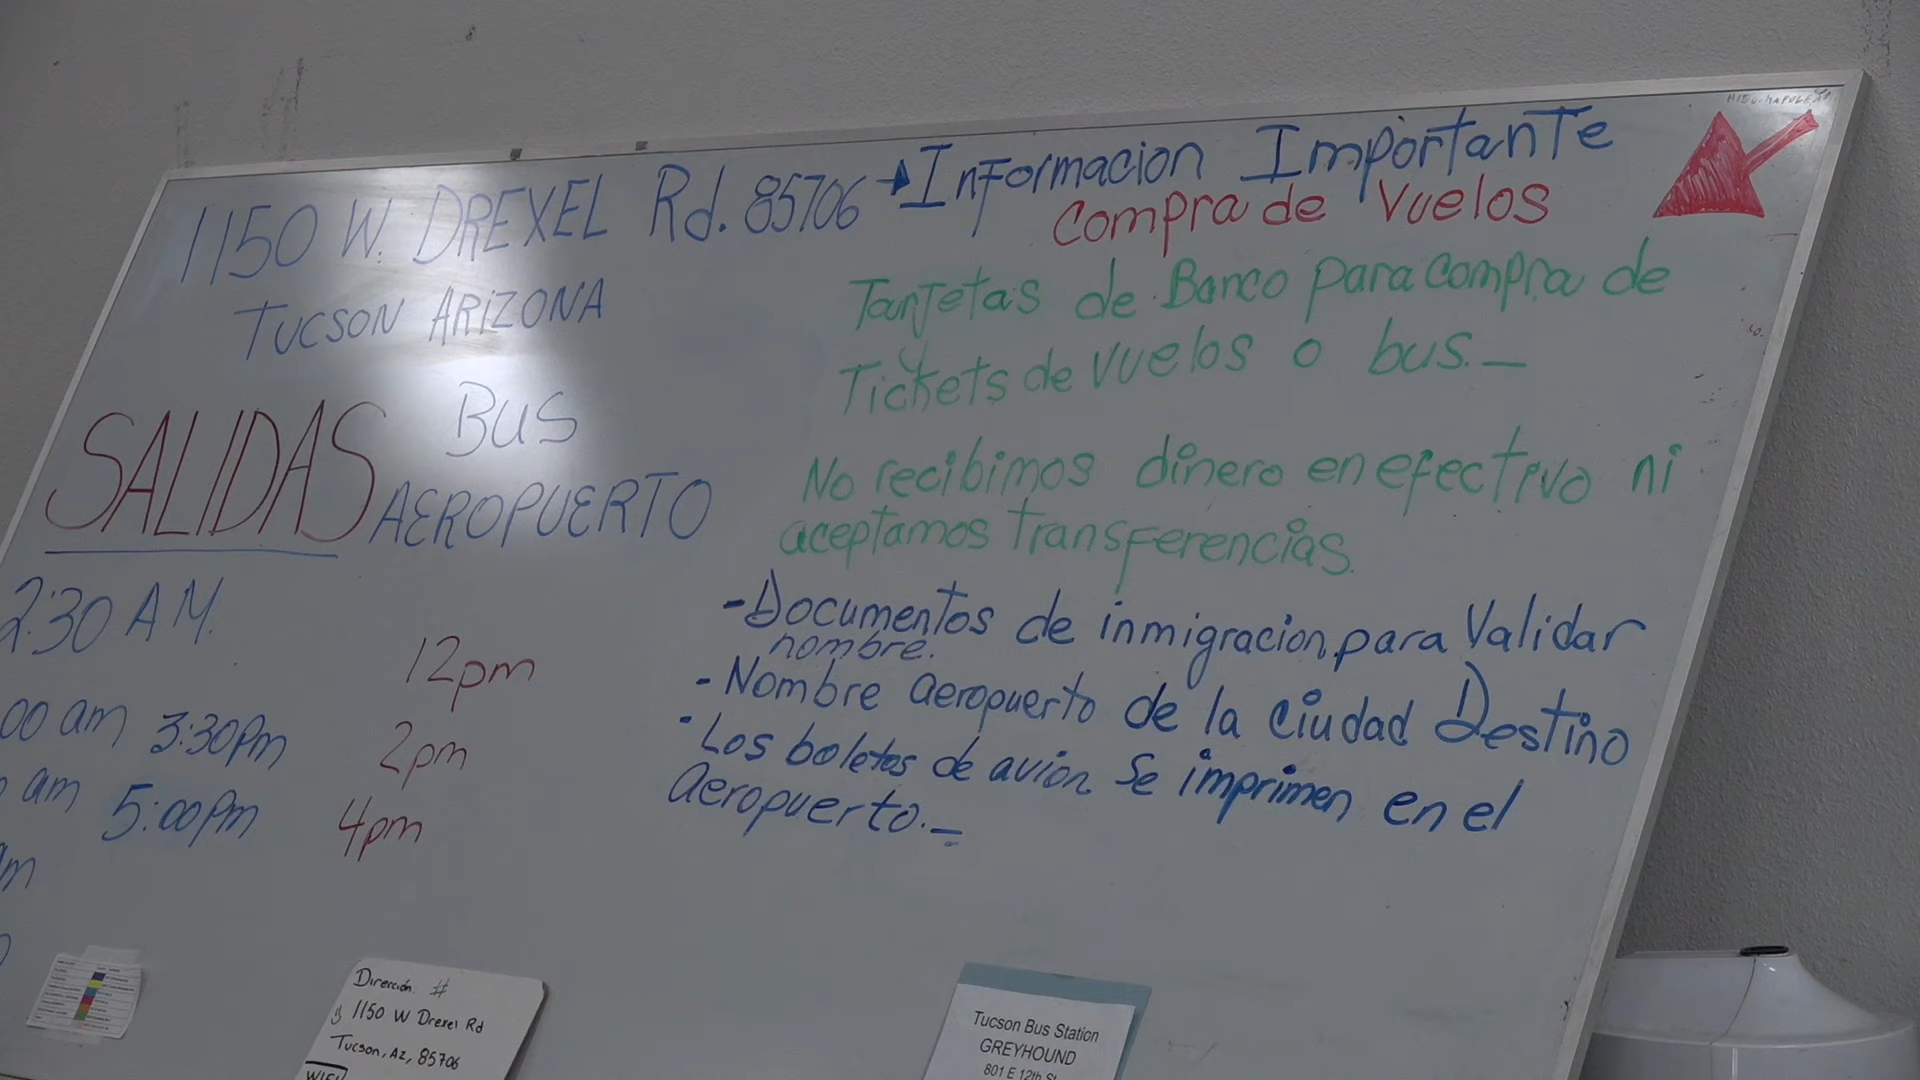 1150 W. DREXEL Rd. 85706
TUCSON ARIZONA
SALIDAS BUS
AEROPUERTO
2:30 A.M.
00 am 3:30pm
am 5:00pm
12pm
2pm
4pm
→Informacion Importante
Compra de Vuelos
Tarjetas de Banco para compra de
Tickets de vuelos o bus.—
No recibimos dinero en efectivo ni
aceptamos transferencias.
-Documentos de inmigracion, para Validar
nombre.
-Nombre aeropuerto de la ciudad Destino
·Los boletos de avion se imprimen en el
aeropuerto.—
Dirección: #
1150 W Drexel Rd
Tucson, Az, 85706
WIFI
Tucson Bus Station
GREYHOUND
801 E 12th St